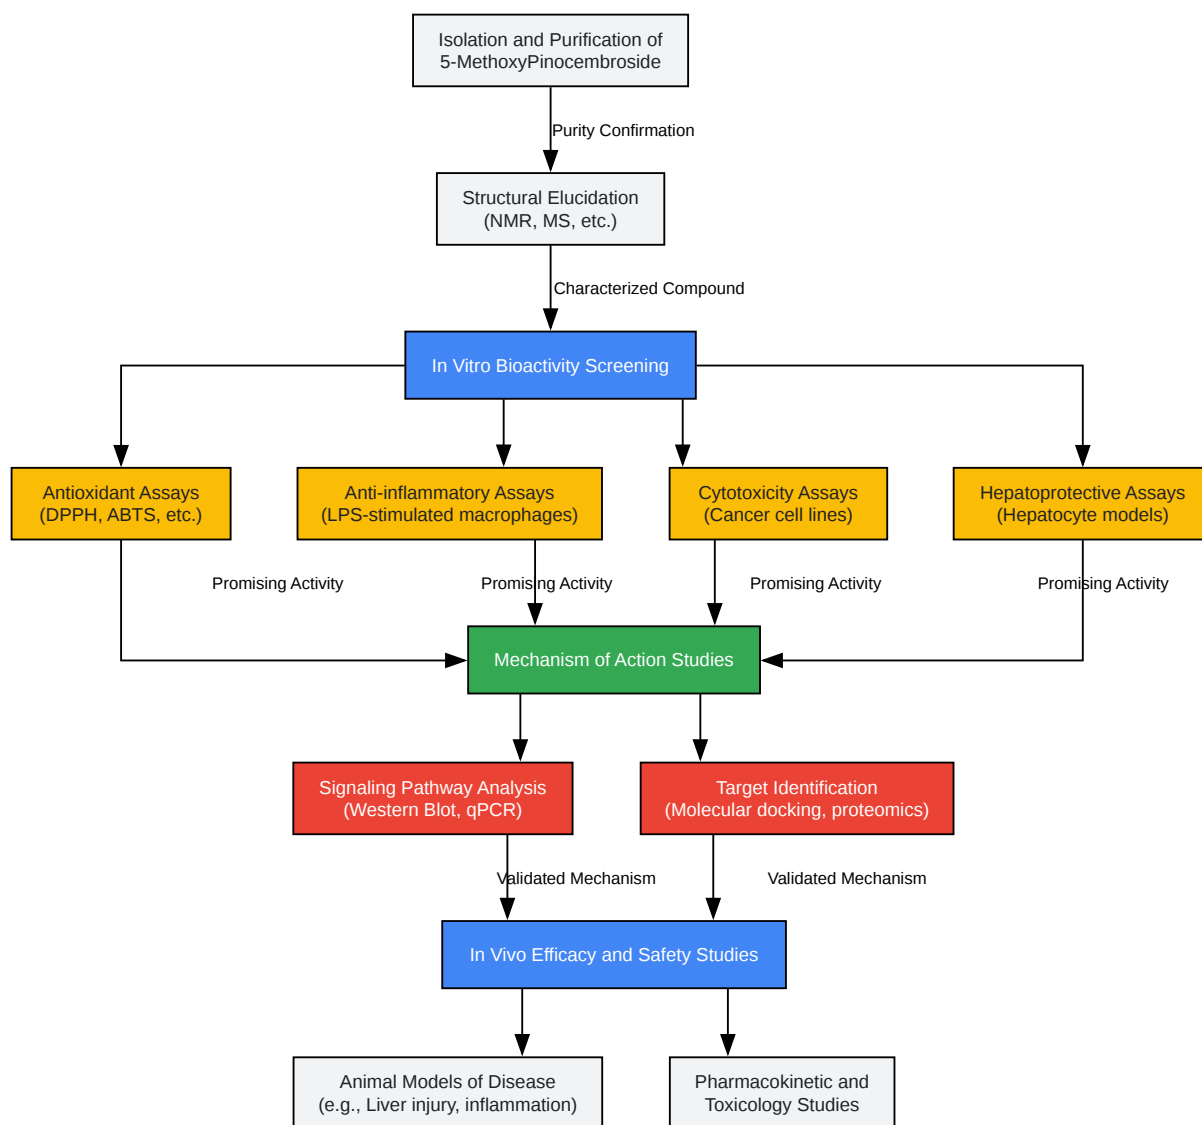 Isolation and Purification of
5-MethoxyPinocembroside
Purity Confirmation
Structural Elucidation
(NMR, MS, etc.)
Characterized Compound
In Vitro Bioactivity Screening
Antioxidant Assays
(DPPH, ABTS, etc.)
Anti-inflammatory Assays
(LPS-stimulated macrophages)
Cytotoxicity Assays
(Cancer cell lines)
Hepatoprotective Assays
(Hepatocyte models)
Promising Activity
Promising Activity
Promising Activity
Promising Activity
Mechanism of Action Studies
Signaling Pathway Analysis
(Western Blot, qPCR)
Target Identification
(Molecular docking, proteomics)
Validated Mechanism
Validated Mechanism
In Vivo Efficacy and Safety Studies
Animal Models of Disease
(e.g., Liver injury, inflammation)
Pharmacokinetic and
Toxicology Studies